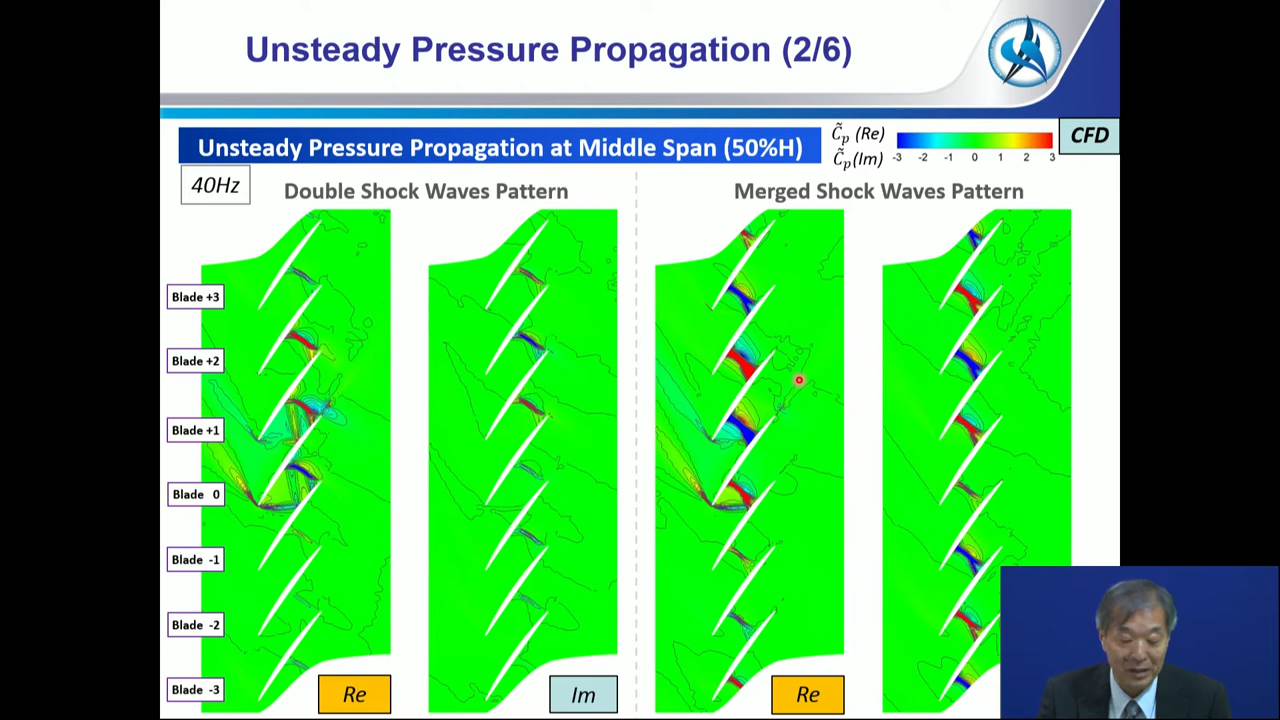 Unsteady Pressure Propagation (2/6)
Unsteady Pressure Propagation at Middle Span (50%H)
C̃p (Re)
C̃p(Im)
-3 -2 -1 0 1 2 3
CFD
40Hz
Double Shock Waves Pattern
Merged Shock Waves Pattern
Blade +3
Blade +2
Blade +1
Blade 0
Blade -1
Blade -2
Blade -3
Re
Im
Re